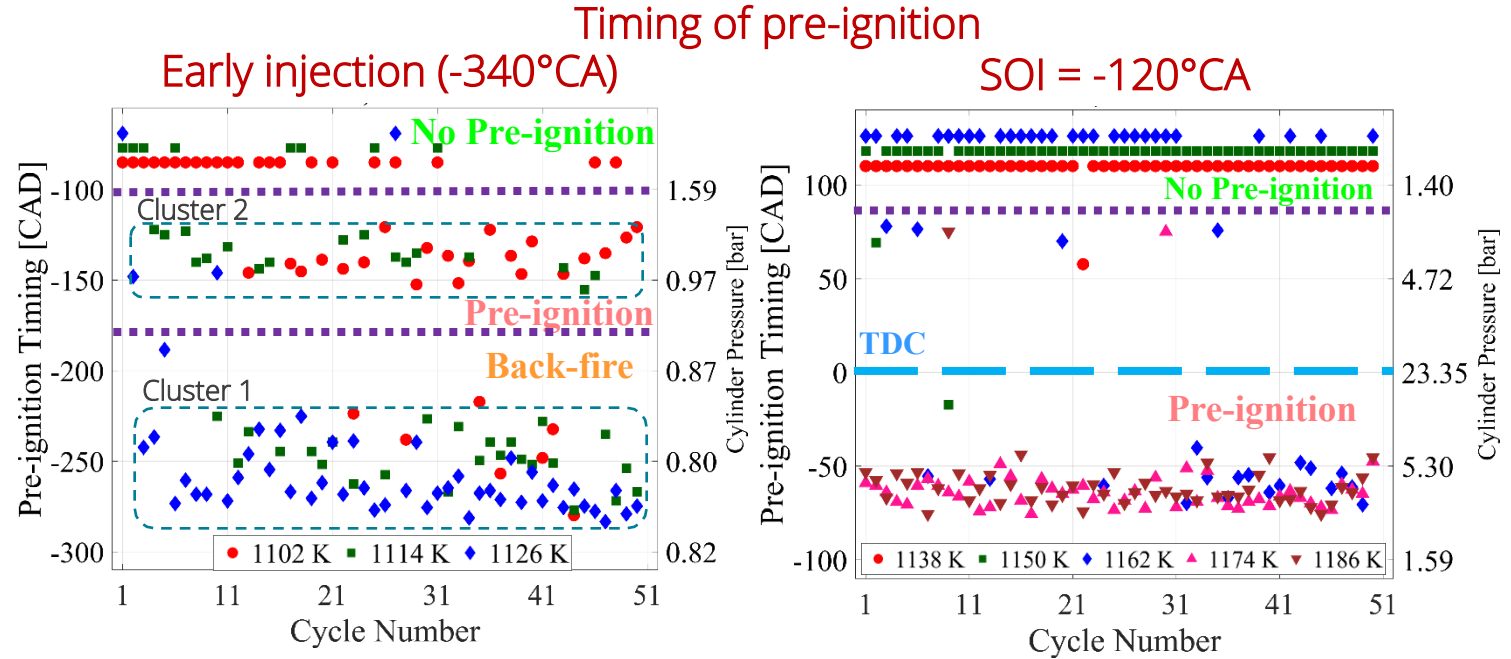 Timing of pre-ignition
Early injection (-340°CA)
No Pre-ignition
Cluster 2
Pre-ignition
Back-fire
Cluster 1
Pre-ignition Timing [CAD]
-100
-150
-200
-250
-300
1.59
0.97
0.87
0.80
0.82
Cylinder Pressure [bar]
1102 K 1114 K 1126 K
1 11 21 31 41 51
Cycle Number
SOI = -120°CA
No Pre-ignition
TDC
Pre-ignition
Pre-ignition Timing [CAD]
100
50
0
-50
-100
1.40
4.72
23.35
5.30
1.59
Cylinder Pressure [bar]
1138 K 1150 K 1162 K 1174 K 1186 K
1 11 21 31 41 51
Cycle Number